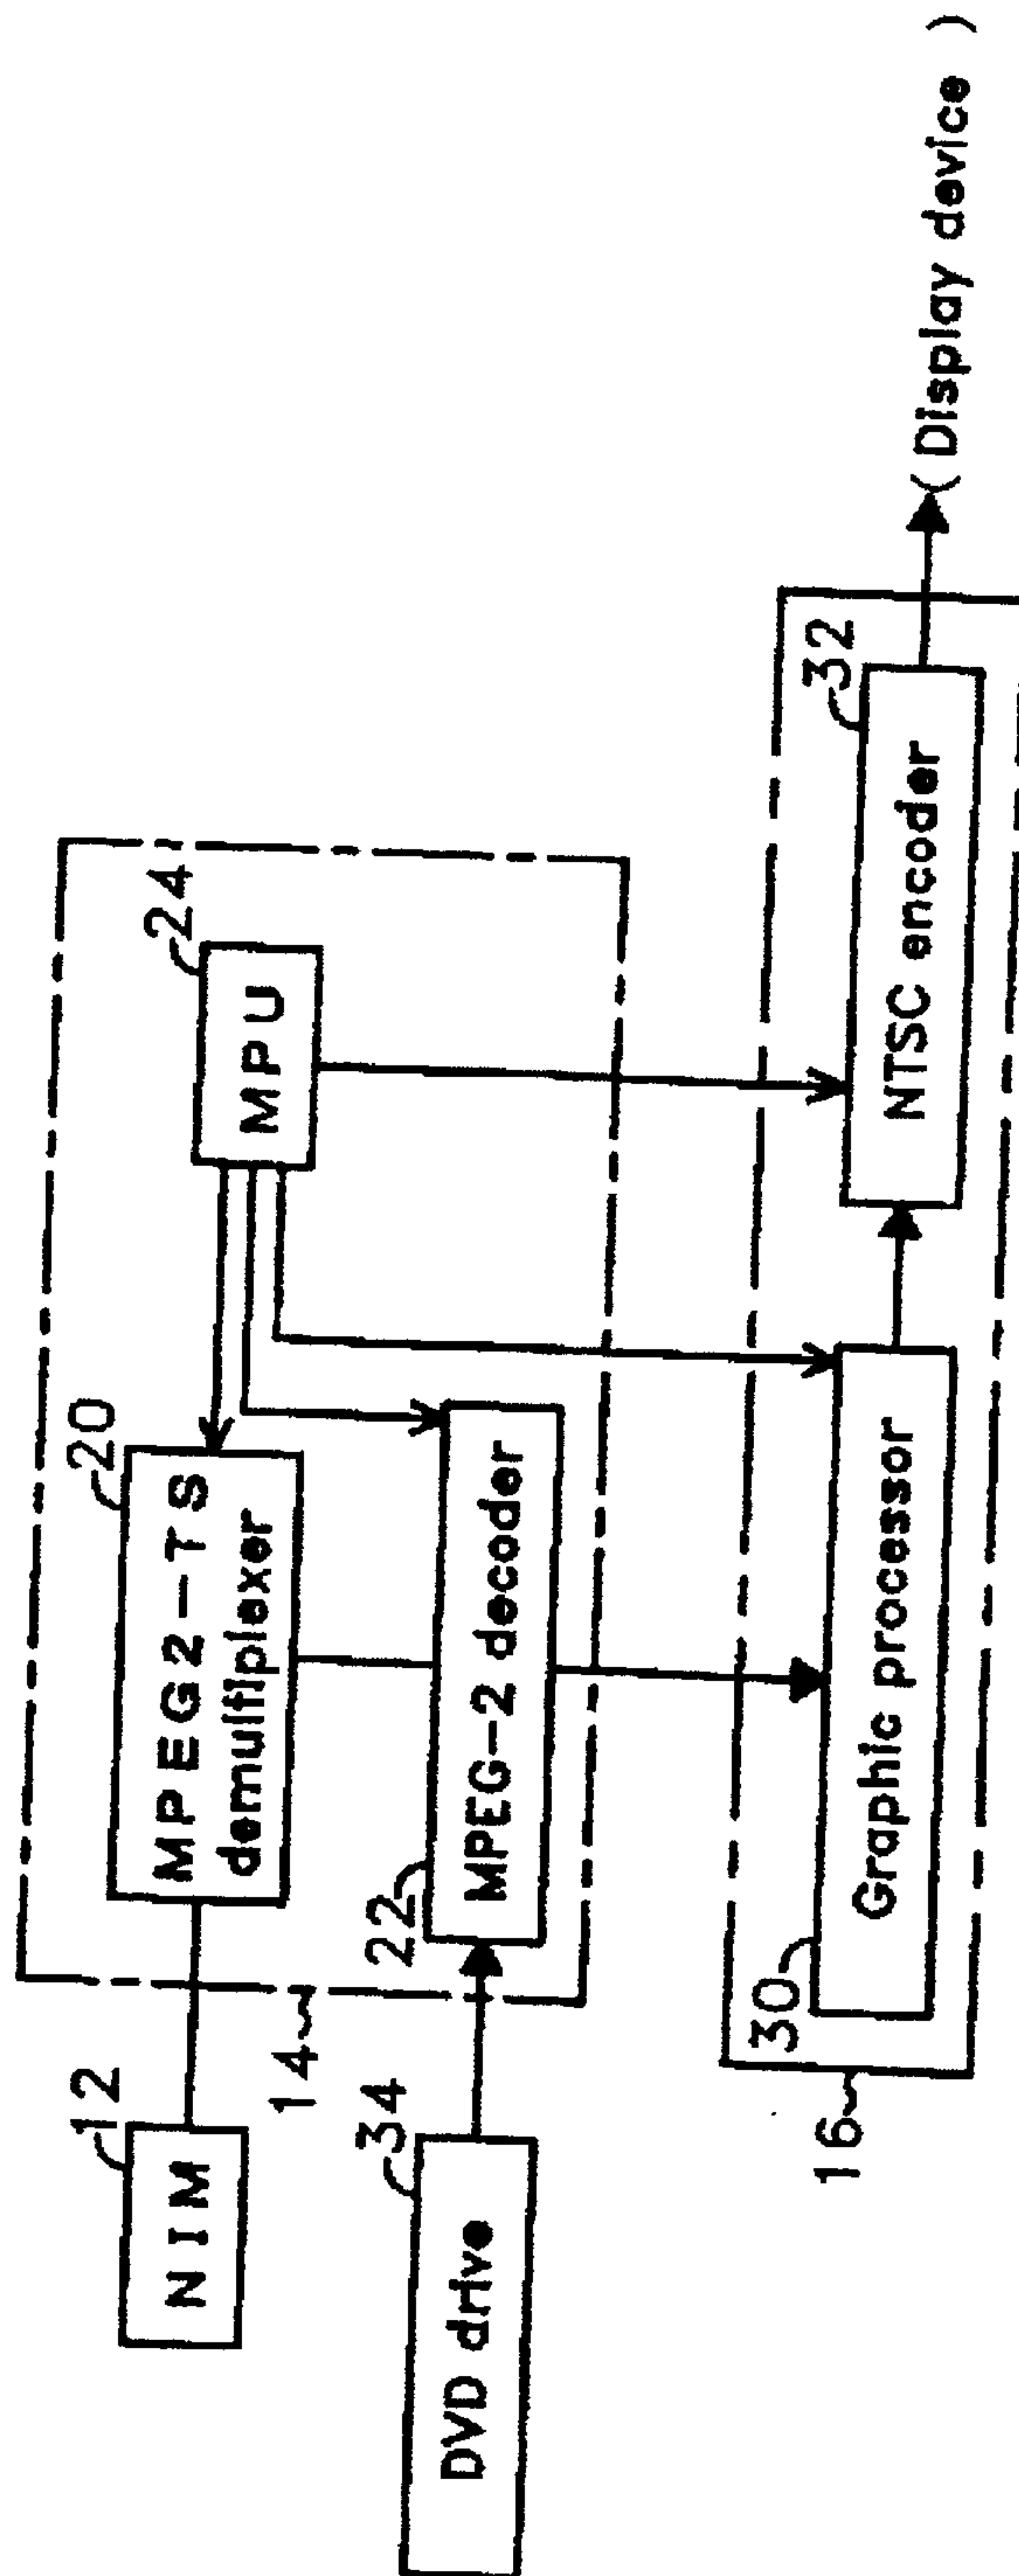 12
NIM
14
20
MPEG2-TS
demultiplexer
24
MPU
34
DVD drive
22
MPEG-2 decoder
16
30
Graphic processor
32
NTSC encoder
( Display device )